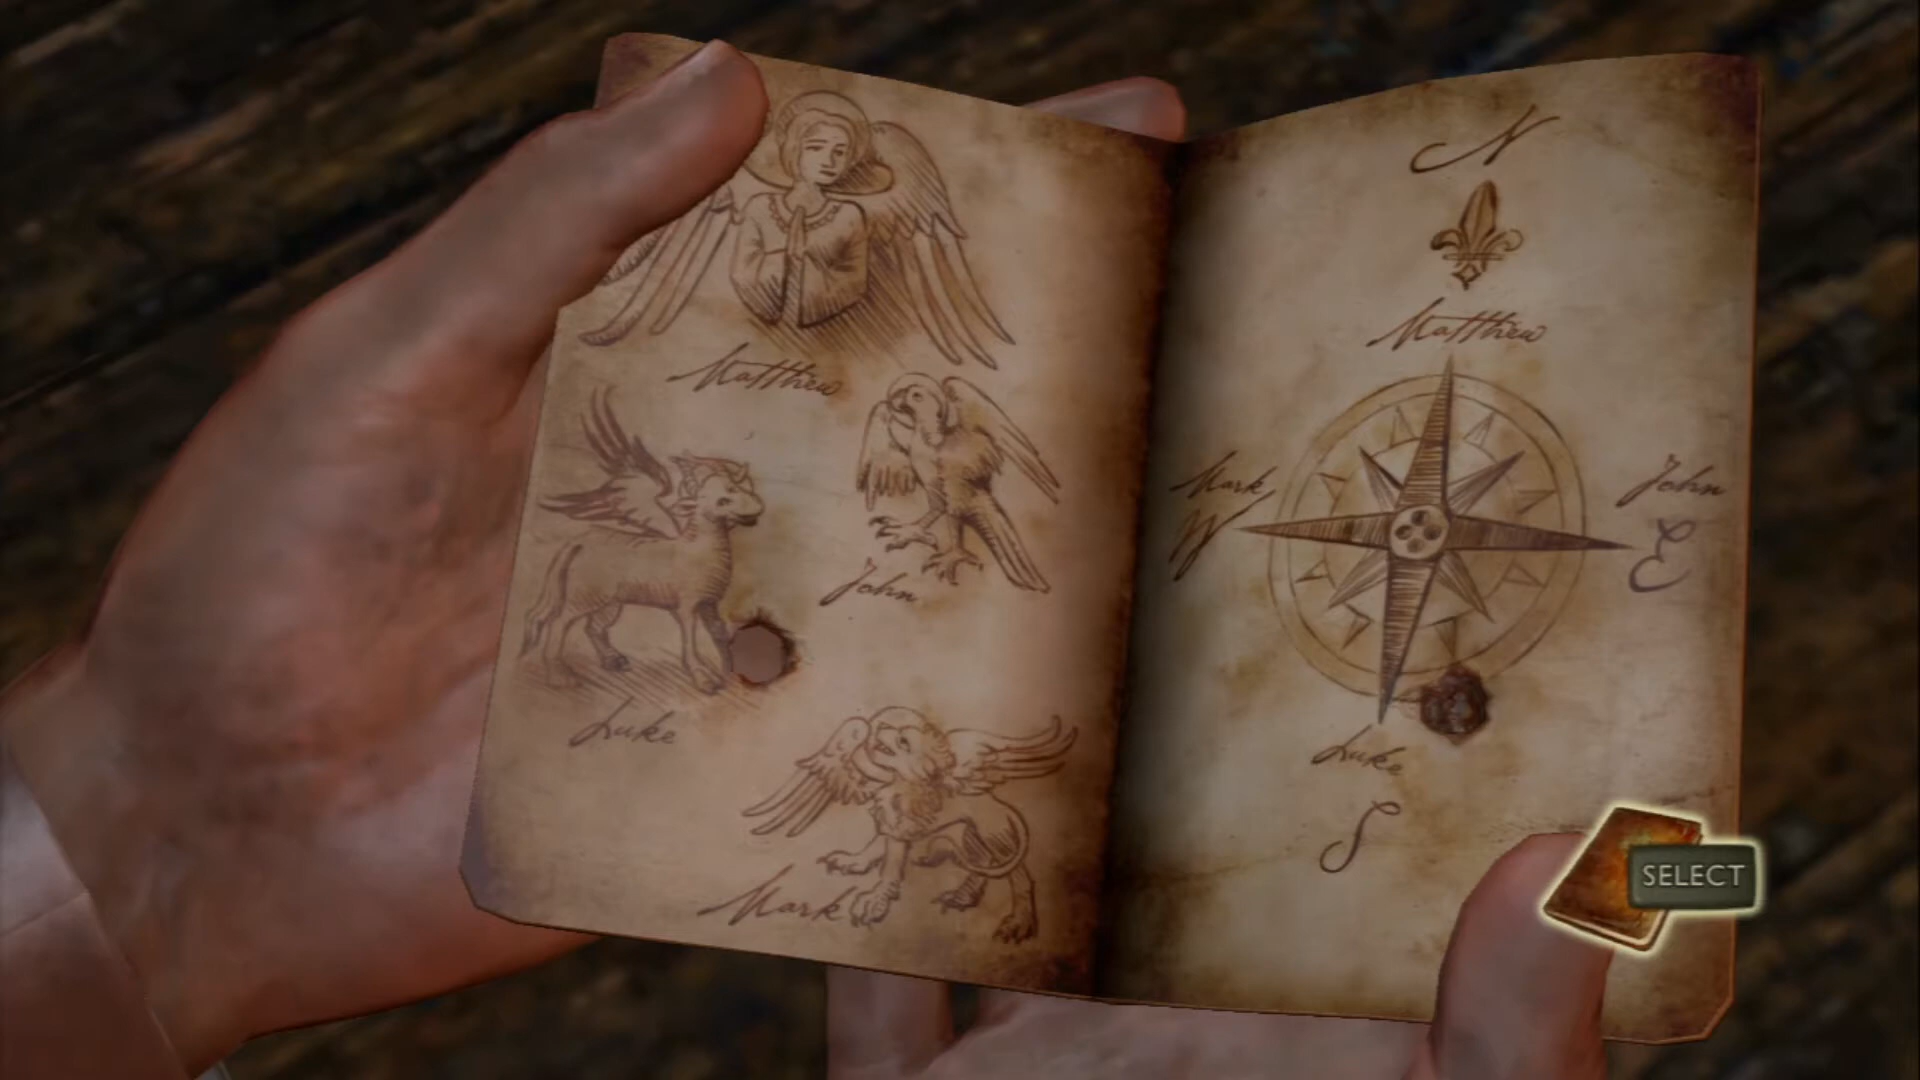 Matthew
John
Luke
Mark
N
Matthew
Mark
W
John
E
Luke
S
SELECT